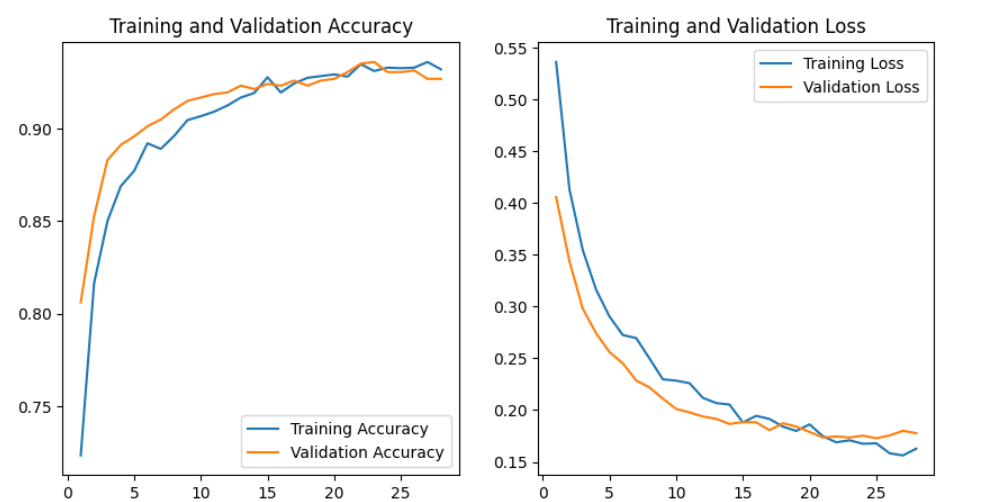 Training and Validation Accuracy
0.90
0.85
0.80
0.75
0 5 10 15 20 25
Training Accuracy
Validation Accuracy
Training and Validation Loss
0.55
0.50
0.45
0.40
0.35
0.30
0.25
0.20
0.15
0 5 10 15 20 25
Training Loss
Validation Loss